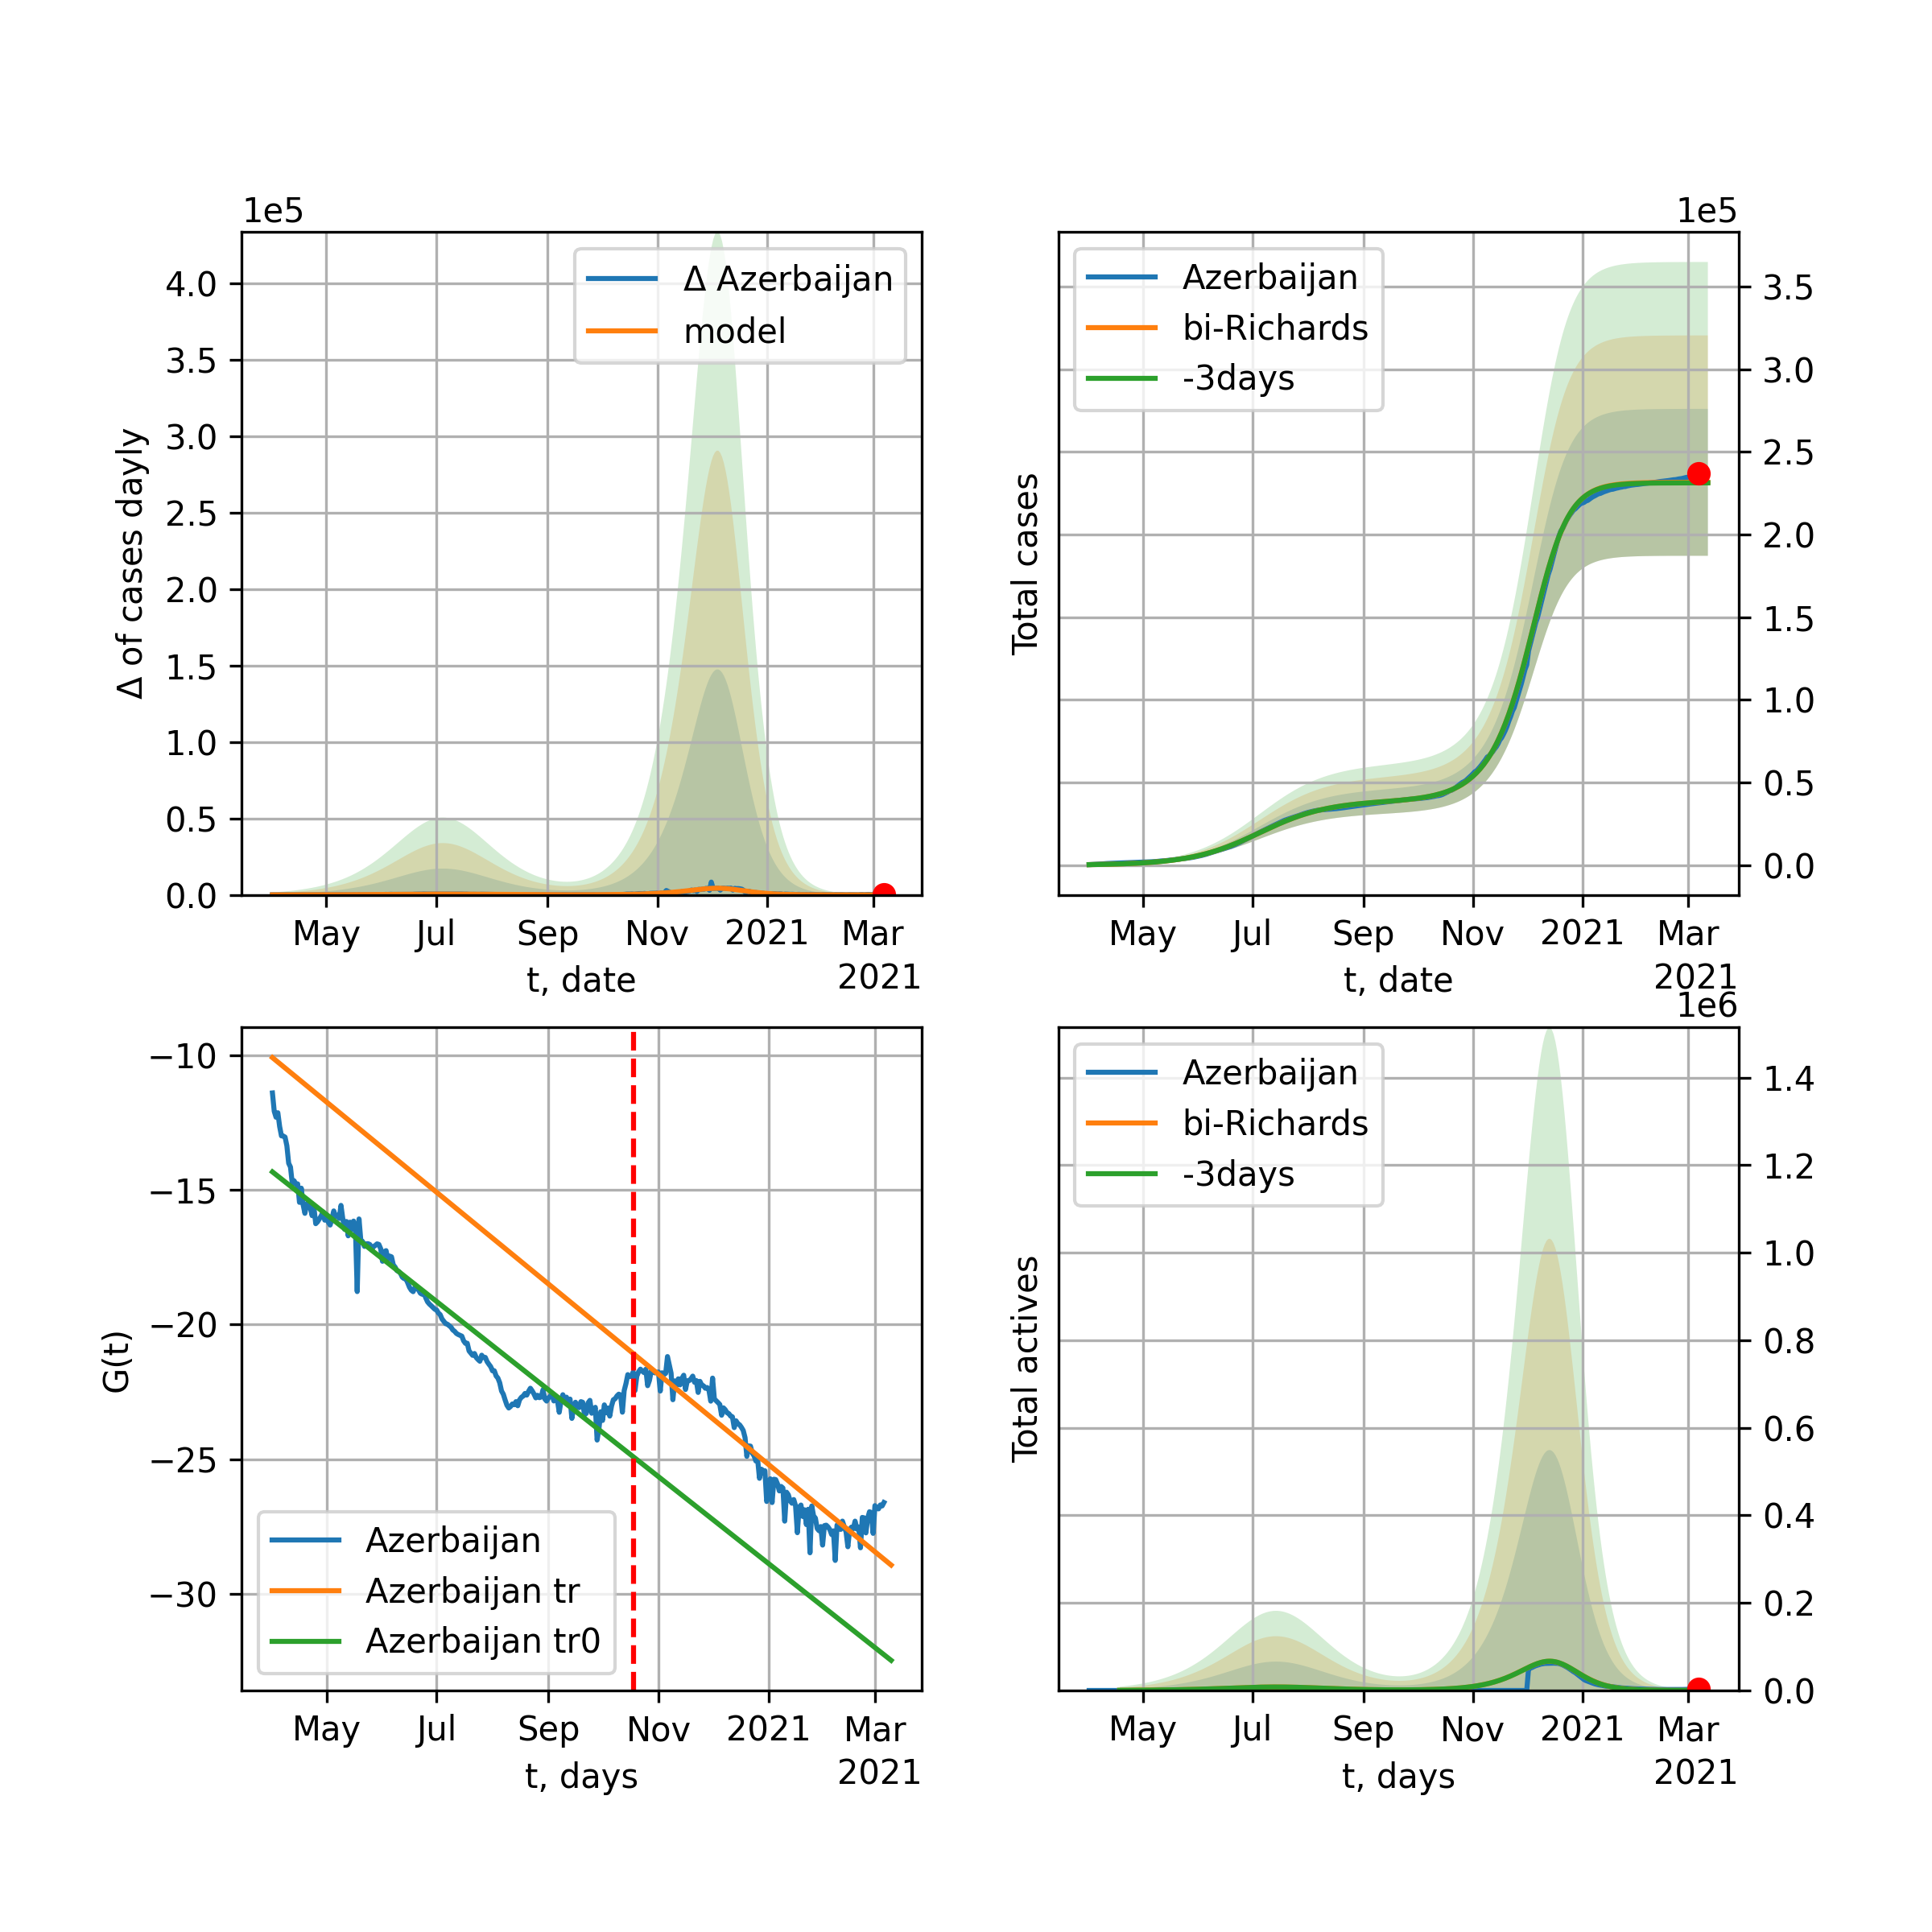 1e5
Δ of cases dayly
4.0
3.5
3.0
2.5
2.0
1.5
1.0
0.5
0.0
Δ Azerbaijan
model
May Jul Sep Nov 2021 Mar
2021
t, date
1e5
Total cases
Azerbaijan
bi-Richards
-3days
3.5
3.0
2.5
2.0
1.5
1.0
0.5
0.0
May Jul Sep Nov 2021 Mar
2021
t, date
G(t)
−10
−15
−20
−25
−30
Azerbaijan
Azerbaijan tr
Azerbaijan tr0
May Jul Sep Nov 2021 Mar
2021
t, days
1e6
Total actives
Azerbaijan
bi-Richards
-3days
1.4
1.2
1.0
0.8
0.6
0.4
0.2
0.0
May Jul Sep Nov 2021 Mar
2021
t, days